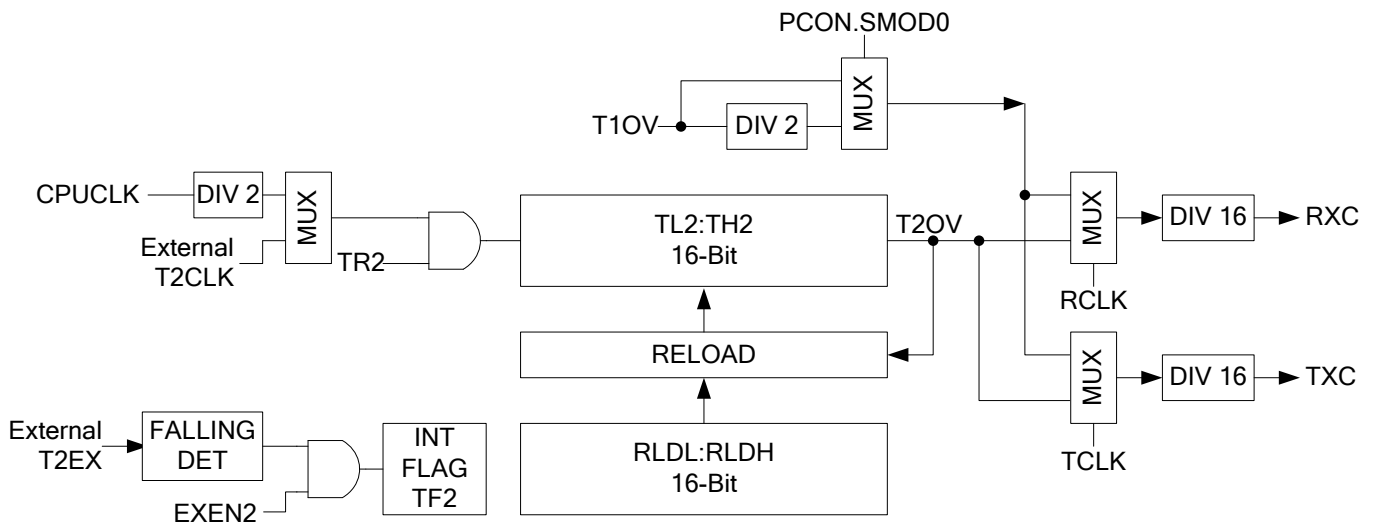 PCON.SMOD0
MUX
T1OV
DIV 2
CPUCLK
DIV 2
MUX
External
T2CLK
TR2
TL2:TH2
16-Bit
T2OV
MUX
DIV 16
RXC
RCLK
RELOAD
MUX
DIV 16
TXC
TCLK
External
T2EX
FALLING
DET
EXEN2
INT
FLAG
TF2
RLDL:RLDH
16-Bit